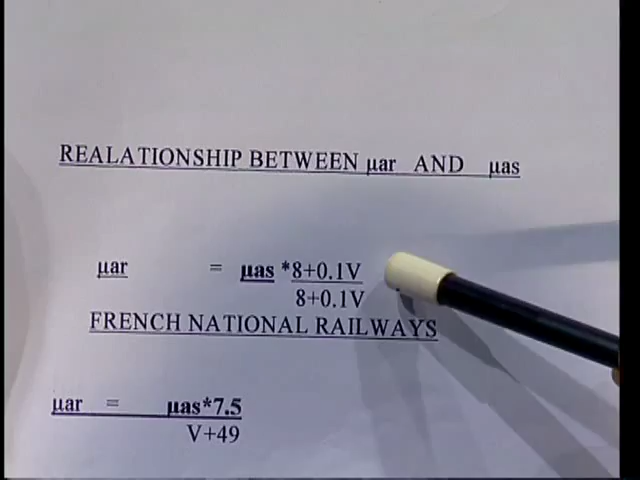 REALATIONSHIP BETWEEN µar AND µas
µar = µas *8+0.1V
8+0.1V
FRENCH NATIONAL RAILWAYS
µar = µas*7.5
V+49